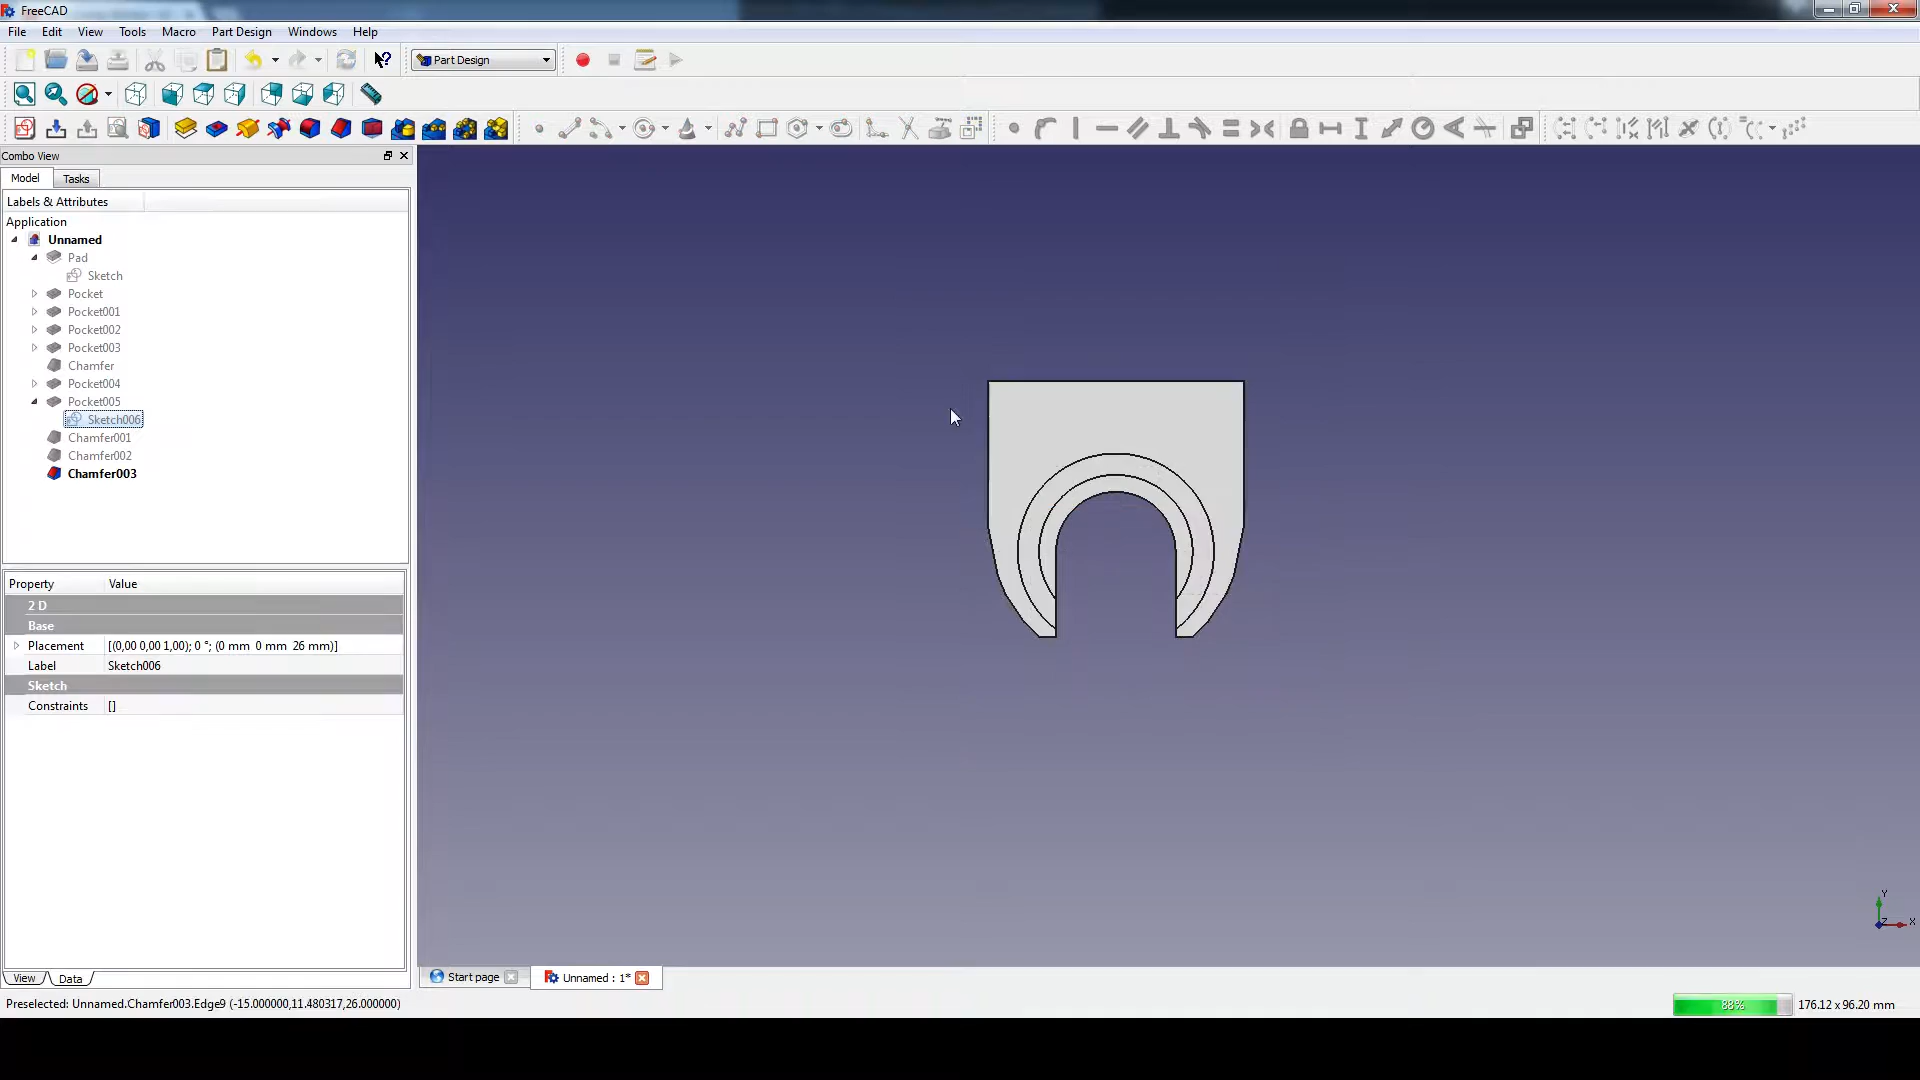 FreeCAD
File Edit View Tools Macro Part Design Windows Help
Part Design
Combo View
Model Tasks
Labels & Attributes
Application
Unnamed
Pad
Sketch
Pocket
Pocket001
Pocket002
Pocket003
Chamfer
Pocket004
Pocket005
Sketch006
Chamfer001
Chamfer002
Chamfer003
Property Value
2 D
Base
Placement [(0,00 0,00 1,00); 0 °; (0 mm 0 mm 26 mm)]
Label Sketch006
Sketch
Constraints []
Y
Z X
View Data
Start page Unnamed : 1*
Preselected: Unnamed.Chamfer003.Edge9 (-15.000000,11.480317,26.000000)
88% 176.12 x 96.20 mm